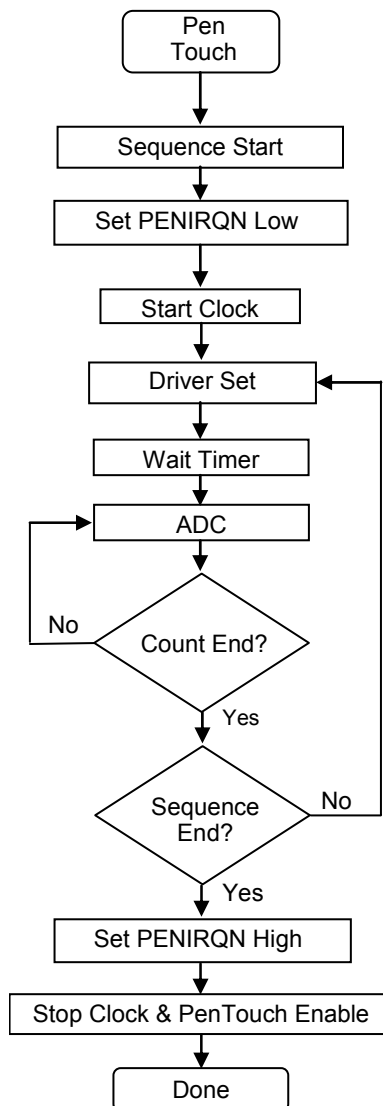 Pen
Touch
Sequence Start
Set PENIRQN Low
Start Clock
Driver Set
Wait Timer
ADC
No
Count End?
Yes
Sequence
End?
No
Yes
Set PENIRQN High
Stop Clock & PenTouch Enable
Done